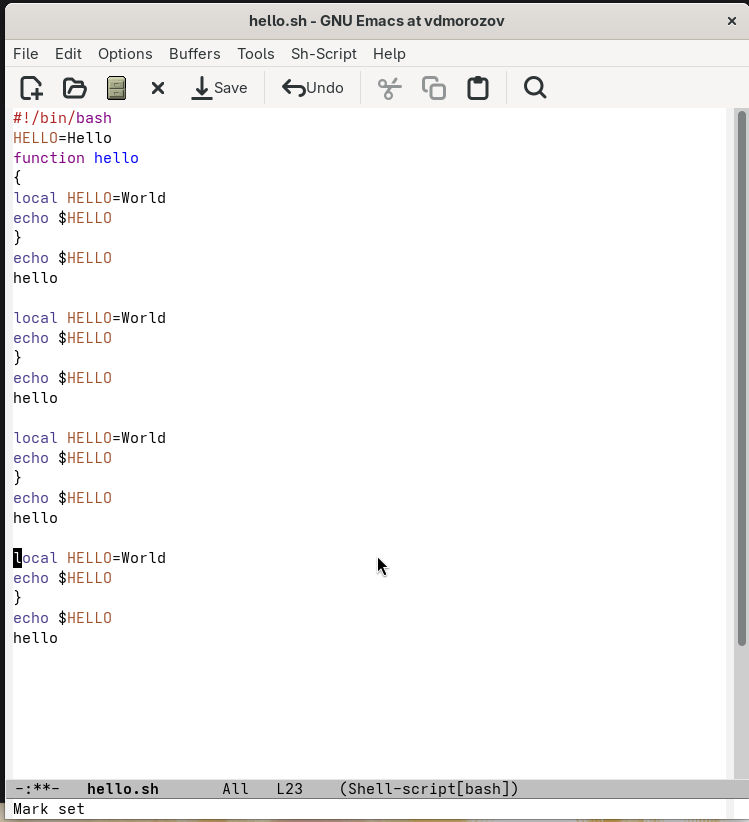 hello.sh - GNU Emacs at vdmorozov
File Edit Options Buffers Tools Sh-Script Help
Save Undo
#!/bin/bash
HELLO=Hello
function hello
{
local HELLO=World
echo $HELLO
}
echo $HELLO
hello

local HELLO=World
echo $HELLO
}
echo $HELLO
hello

local HELLO=World
echo $HELLO
}
echo $HELLO
hello

local HELLO=World
echo $HELLO
}
echo $HELLO
hello
-:**- hello.sh All L23 (Shell-script[bash])
Mark set